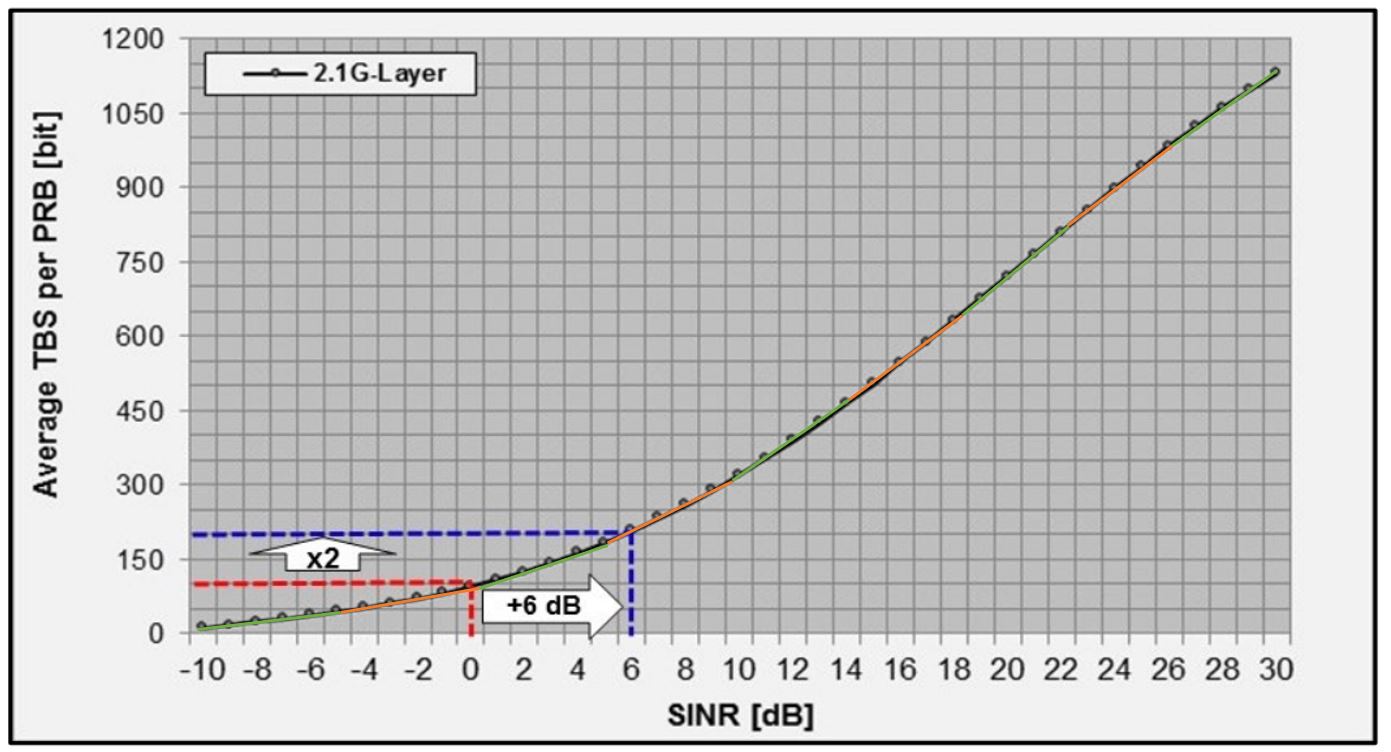 1200
2.1G-Layer
1050
900
750
600
450
300
150
0
Average TBS per PRB [bit]
x2
+6 dB
-10 -8 -6 -4 -2 0 2 4 6 8 10 12 14 16 18 20 22 24 26 28 30
SINR [dB]